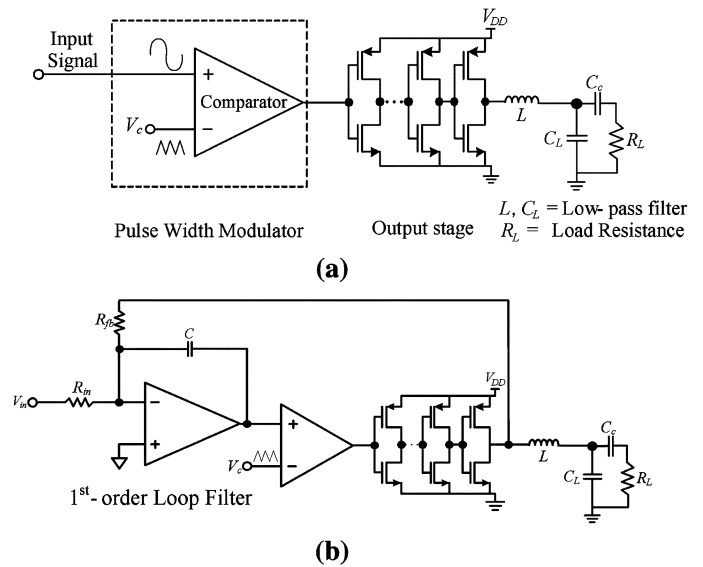 V_DD
Input
Signal
+
Comparator
V_c
−
L
C_c
C_L
R_L
Pulse Width Modulator
Output stage
L, C_L = Low- pass filter
R_L = Load Resistance
(a)
R_fb
C
V_in
R_in
−
+
+
V_c
−
V_DD
L
C_c
C_L
R_L
1st- order Loop Filter
(b)